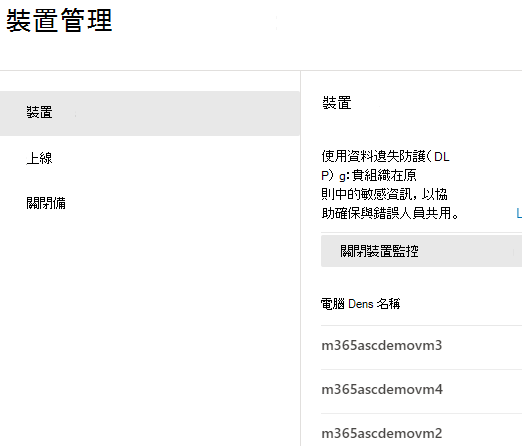 裝置管理
裝置
上線
關閉備
裝置
使用資料遺失防護(DL
P) g:貴組織在原
則中的敏感資訊,以協
助確保與錯誤人員共用。 L
關閉裝置監控
電腦 Dens 名稱
m365ascdemovm3
m365ascdemovm4
m365ascdemovm2